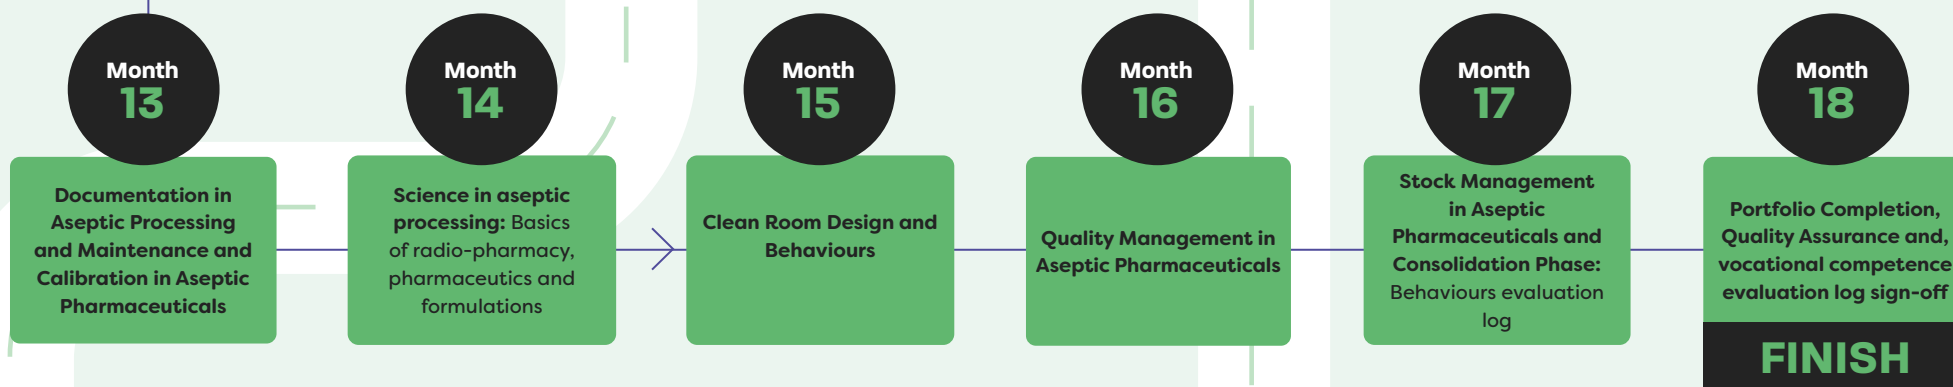 Month
13
Documentation in
Aseptic Processing
and Maintenance and
Calibration in Aseptic
Pharmaceuticals
Month
14
Science in aseptic
processing: Basics
of radio-pharmacy,
pharmaceutics and
formulations
Month
15
Clean Room Design and
Behaviours
Month
16
Quality Management in
Aseptic Pharmaceuticals
Month
17
Stock Management
in Aseptic
Pharmaceuticals and
Consolidation Phase:
Behaviours evaluation
log
Month
18
Portfolio Completion,
Quality Assurance and,
vocational competence
evaluation log sign-off
FINISH